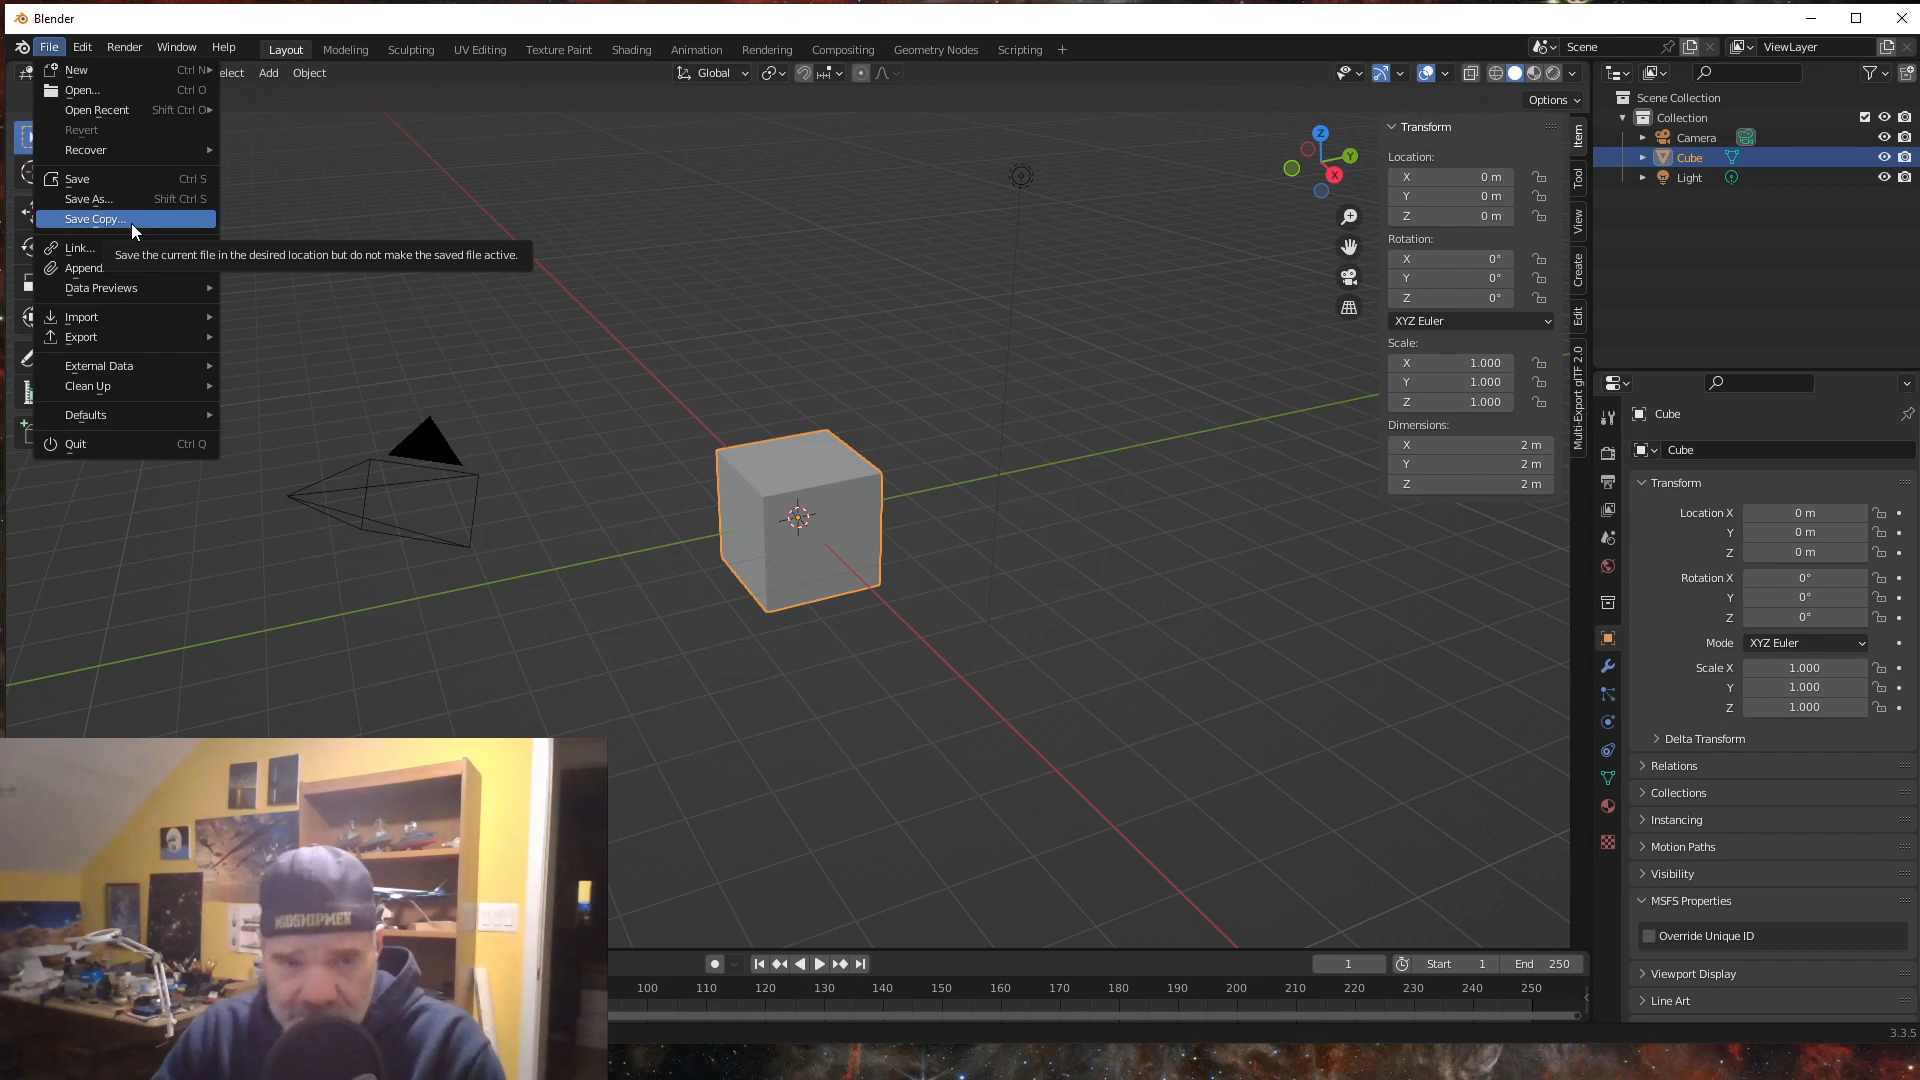 Blender
File Edit Render Window Help Layout Modeling Sculpting UV Editing Texture Paint Shading Animation Rendering Compositing Geometry Nodes Scripting + Scene ViewLayer
elect Add Object Global
Options
New Ctrl N
Open... Ctrl O
Open Recent Shift Ctrl O
Revert
Recover
Save Ctrl S
Save As... Shift Ctrl S
Save Copy...
Link...
Save the current file in the desired location but do not make the saved file active.
Append.
Data Previews
Import
Export
External Data
Clean Up
Defaults
Quit Ctrl Q
Z
Y
X
Transform
Location:
X 0 m
Y 0 m
Z 0 m
Rotation:
X 0°
Y 0°
Z 0°
XYZ Euler
Scale:
X 1.000
Y 1.000
Z 1.000
Dimensions:
X 2 m
Y 2 m
Z 2 m
Item
Tool
View
Create
Edit
Multi-Export glTF 2.0
Scene Collection
Collection
Camera
Cube
Light
Cube
Cube
Transform
Location X 0 m
Y 0 m
Z 0 m
Rotation X 0°
Y 0°
Z 0°
Mode XYZ Euler
Scale X 1.000
Y 1.000
Z 1.000
Delta Transform
Relations
Collections
Instancing
Motion Paths
Visibility
MSFS Properties
Override Unique ID
Viewport Display
Line Art
MIDSHIPMEN
1 Start 1 End 250
100 110 120 130 140 150 160 170 180 190 200 210 220 230 240 250
3.3.5